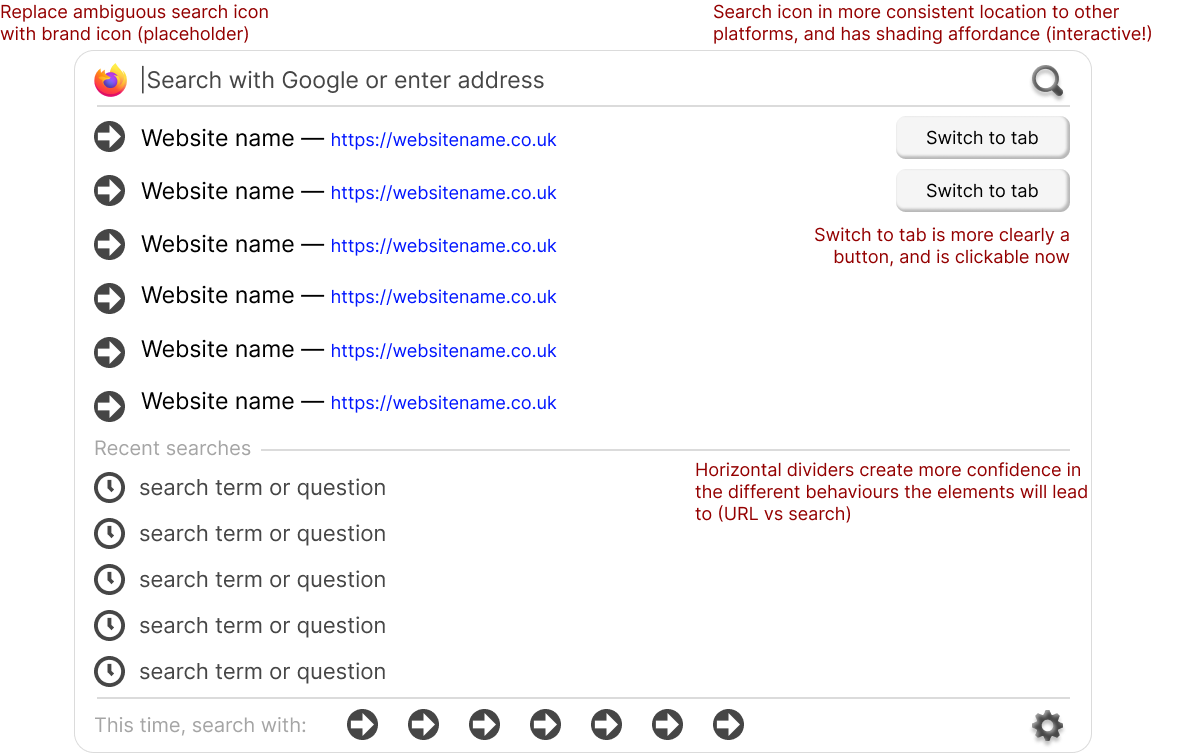 Replace ambiguous search icon
with brand icon (placeholder)
Search icon in more consistent location to other
platforms, and has shading affordance (interactive!)
Search with Google or enter address
Website name — https://websitename.co.uk
Switch to tab
Website name — https://websitename.co.uk
Switch to tab
Website name — https://websitename.co.uk
Switch to tab is more clearly a
button, and is clickable now
Website name — https://websitename.co.uk
Website name — https://websitename.co.uk
Website name — https://websitename.co.uk
Recent searches
Horizontal dividers create more confidence in
the different behaviours the elements will lead
to (URL vs search)
search term or question
search term or question
search term or question
search term or question
search term or question
This time, search with: